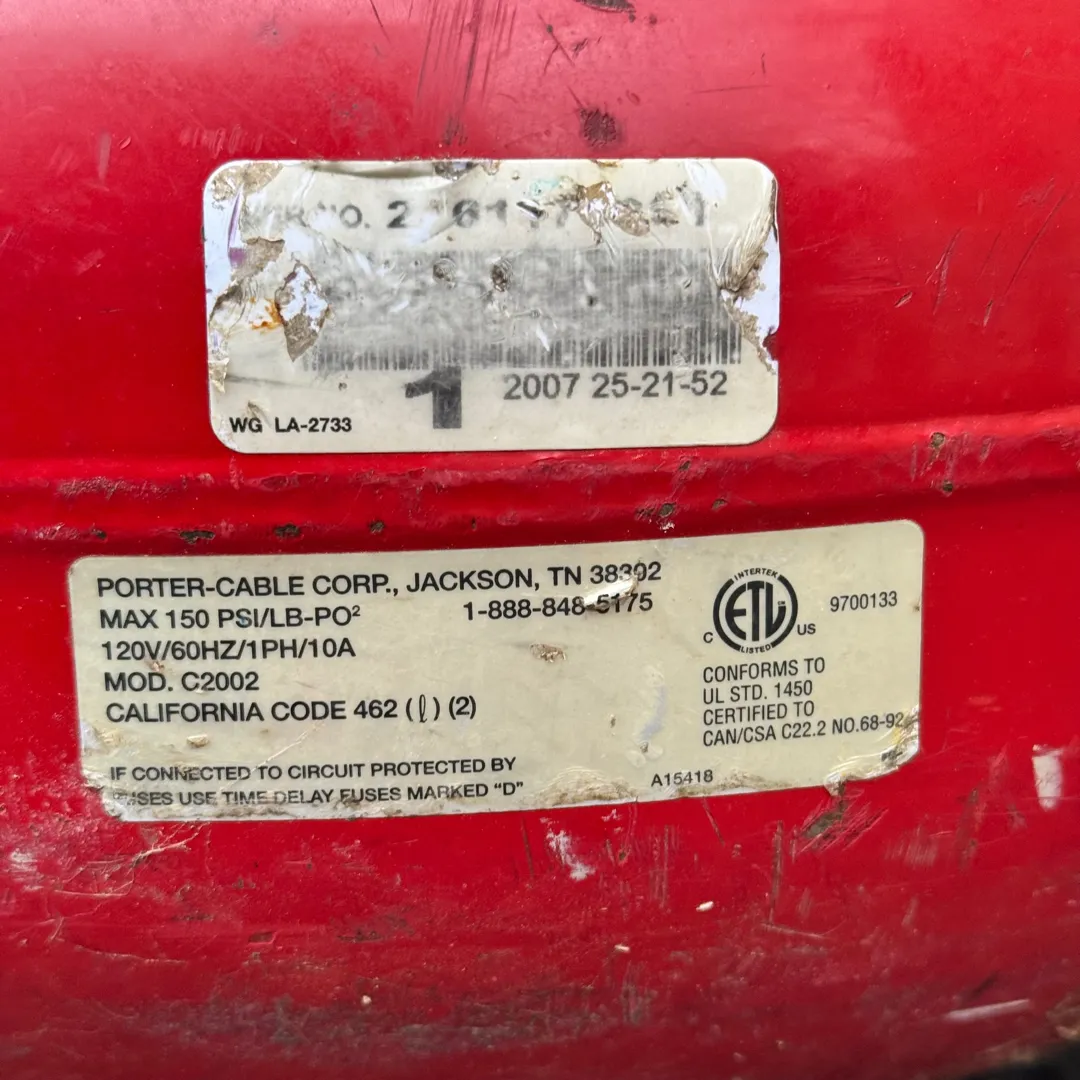 NO.
1
2007 25-21-52
WG LA-2733
PORTER-CABLE CORP., JACKSON, TN 38302
MAX 150 PSI/LB-PO²
1-888-848-5175
120V/60HZ/1PH/10A
MOD. C2002
CALIFORNIA CODE 462 (ℓ) (2)
IF CONNECTED TO CIRCUIT PROTECTED BY
FUSES USE TIME DELAY FUSES MARKED “D”
INTERTEK
ETL
LISTED
C US
9700133
CONFORMS TO
UL STD. 1450
CERTIFIED TO
CAN/CSA C22.2 NO.68-92
A15418